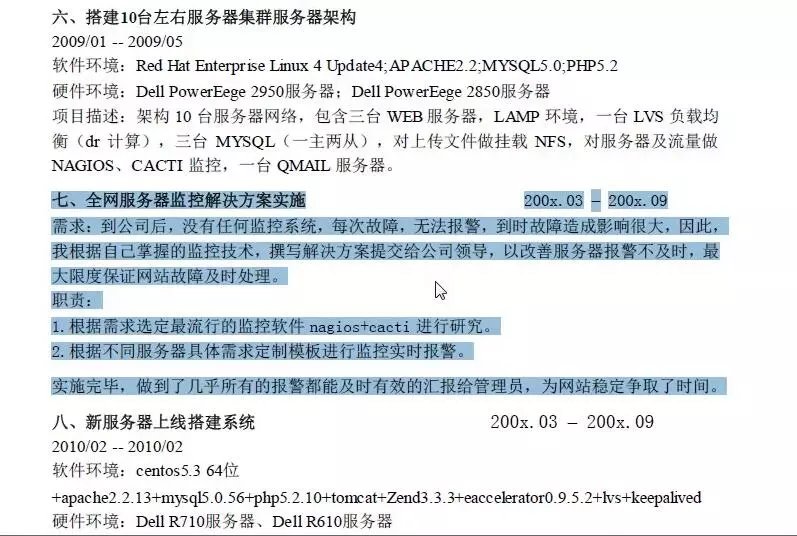 六、搭建10台左右服务器集群服务器架构
2009/01 -- 2009/05
软件环境：Red Hat Enterprise Linux 4 Update4;APACHE2.2;MYSQL5.0;PHP5.2
硬件环境：Dell PowerEege 2950服务器；Dell PowerEege 2850服务器
项目描述：架构 10 台服务器网络，包含三台 WEB 服务器，LAMP 环境，一台 LVS 负载均
衡（dr 计算），三台 MYSQL（一主两从），对上传文件做挂载 NFS，对服务器及流量做
NAGIOS、CACTI 监控，一台 QMAIL 服务器。
七、全网服务器监控解决方案实施 200x.03 – 200x.09
需求：到公司后，没有任何监控系统，每次故障，无法报警，到时故障造成影响很大，因此，
我根据自己掌握的监控技术，撰写解决方案提交给公司领导，以改善服务器报警不及时，最
大限度保证网站故障及时处理。
职责：
1.根据需求选定最流行的监控软件 nagios+cacti 进行研究。
2.根据不同服务器具体需求定制模板进行监控实时报警。
实施完毕，做到了几乎所有的报警都能及时有效的汇报给管理员，为网站稳定争取了时间。
八、新服务器上线搭建系统 200x.03 – 200x.09
2010/02 -- 2010/02
软件环境：centos5.3 64位
+apache2.2.13+mysql5.0.56+php5.2.10+tomcat+Zend3.3.3+eaccelerator0.9.5.2+lvs+keepalived
硬件环境：Dell R710服务器、Dell R610服务器